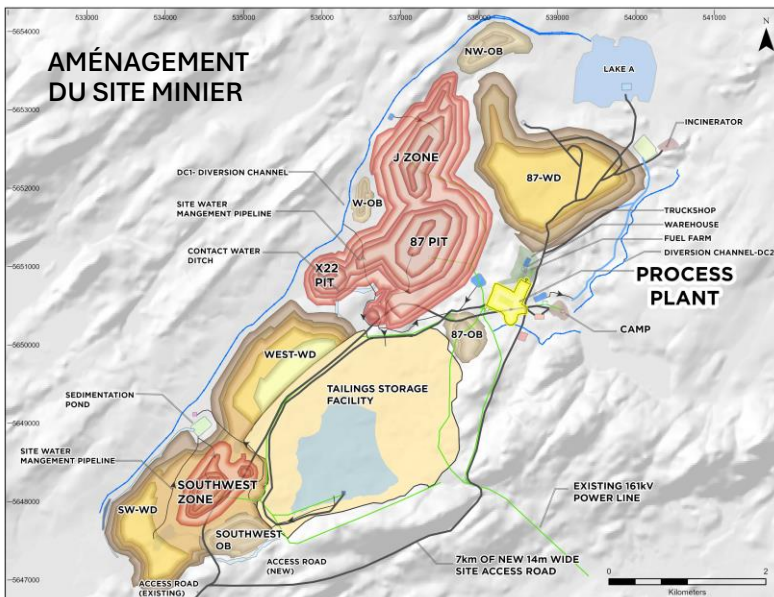 533000 534000 535000 536000 537000 538000 539000 540000 541000
N
5654000
5653000
5652000
5651000
5650000
5649000
5648000
5647000
AMÉNAGEMENT
DU SITE MINIER
NW-OB
LAKE A
INCINERATOR
J ZONE
87-WD
DC1- DIVERSION CHANNEL
W-OB
SITE WATER
MANGEMENT PIPELINE
TRUCKSHOP
WAREHOUSE
FUEL FARM
DIVERSION CHANNEL-DC2
87 PIT
CONTACT WATER
DITCH
X22
PIT
PROCESS
PLANT
CAMP
87-OB
WEST-WD
TAILINGS STORAGE
FACILITY
SEDIMENTATION
POND
SITE WATER
MANGEMENT PIPELINE
SOUTHWEST
ZONE
SW-WD
SOUTHWEST
OB
EXISTING 161kV
POWER LINE
ACCESS ROAD
(NEW)
7km OF NEW 14m WIDE
SITE ACCESS ROAD
ACCESS ROAD
(EXISTING)
0 2
Kilometers